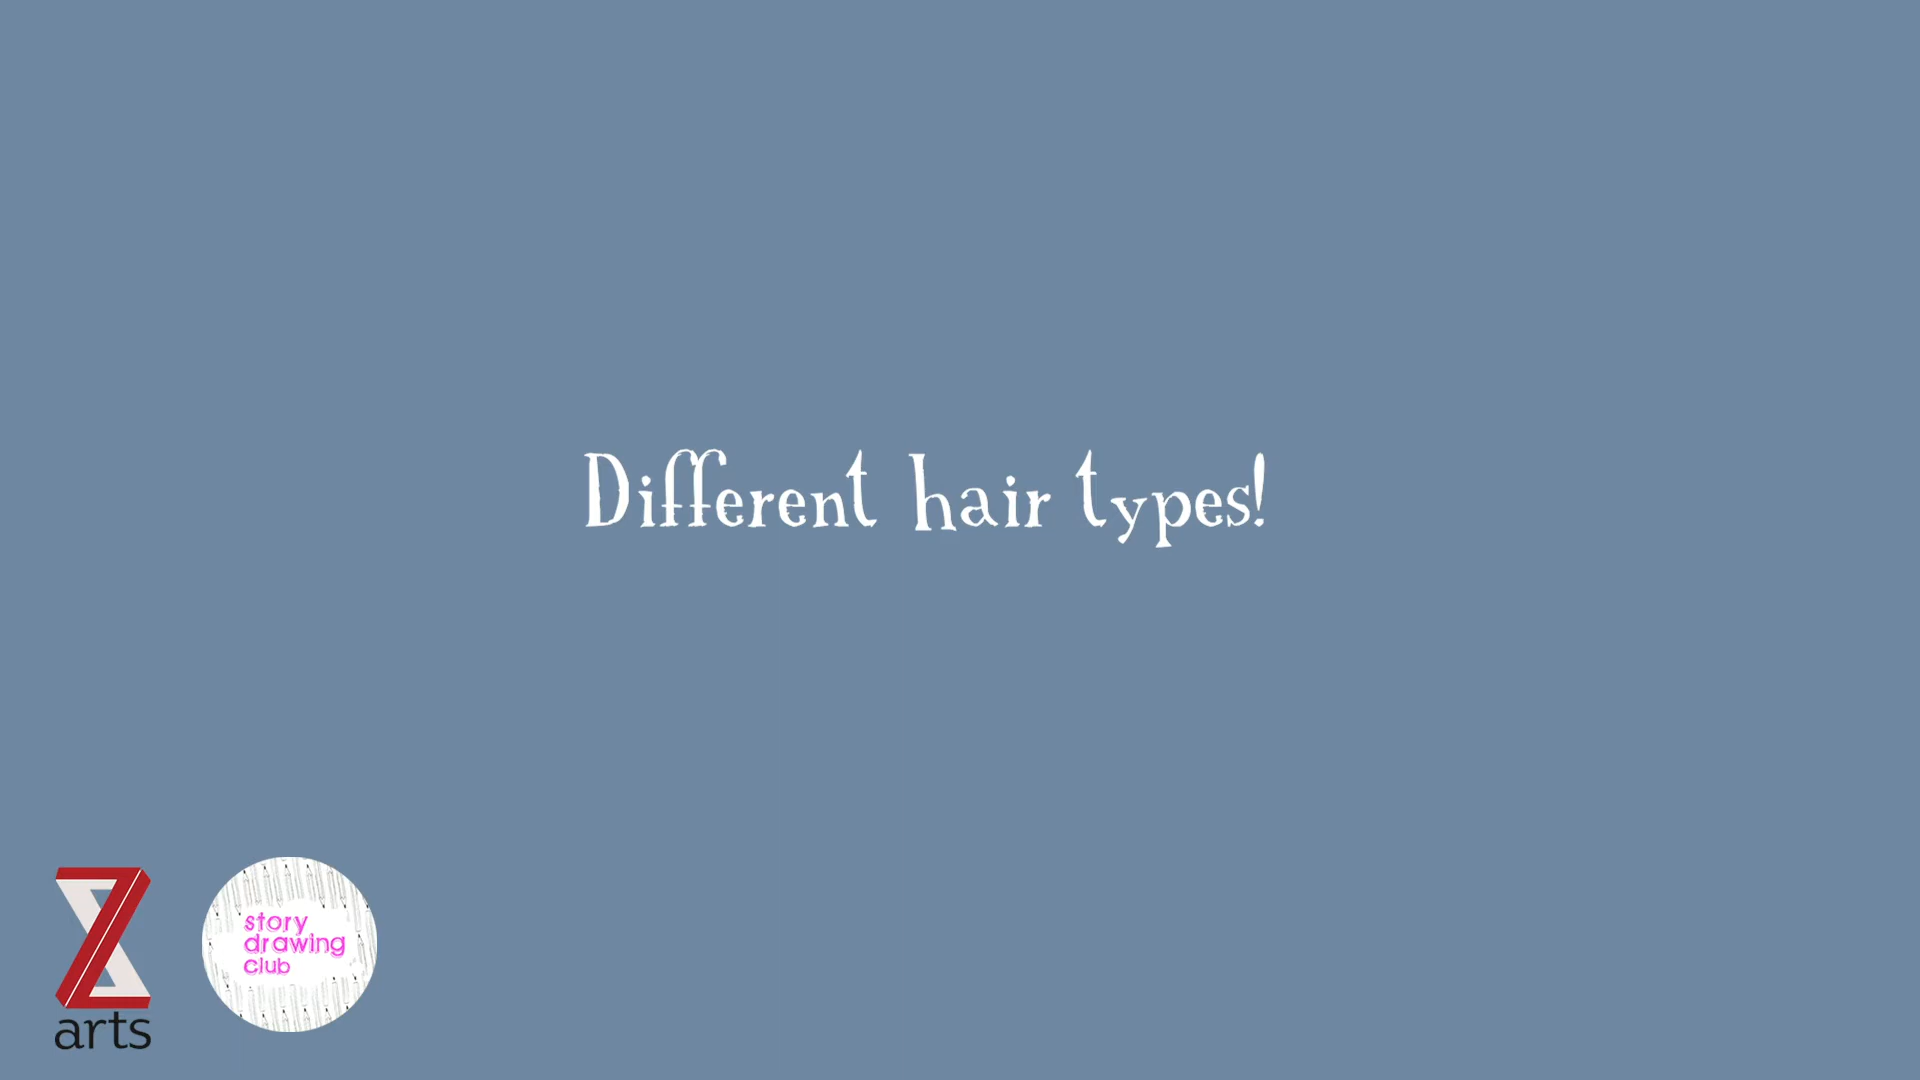 Different hair types!
Z
arts
story
drawing
club